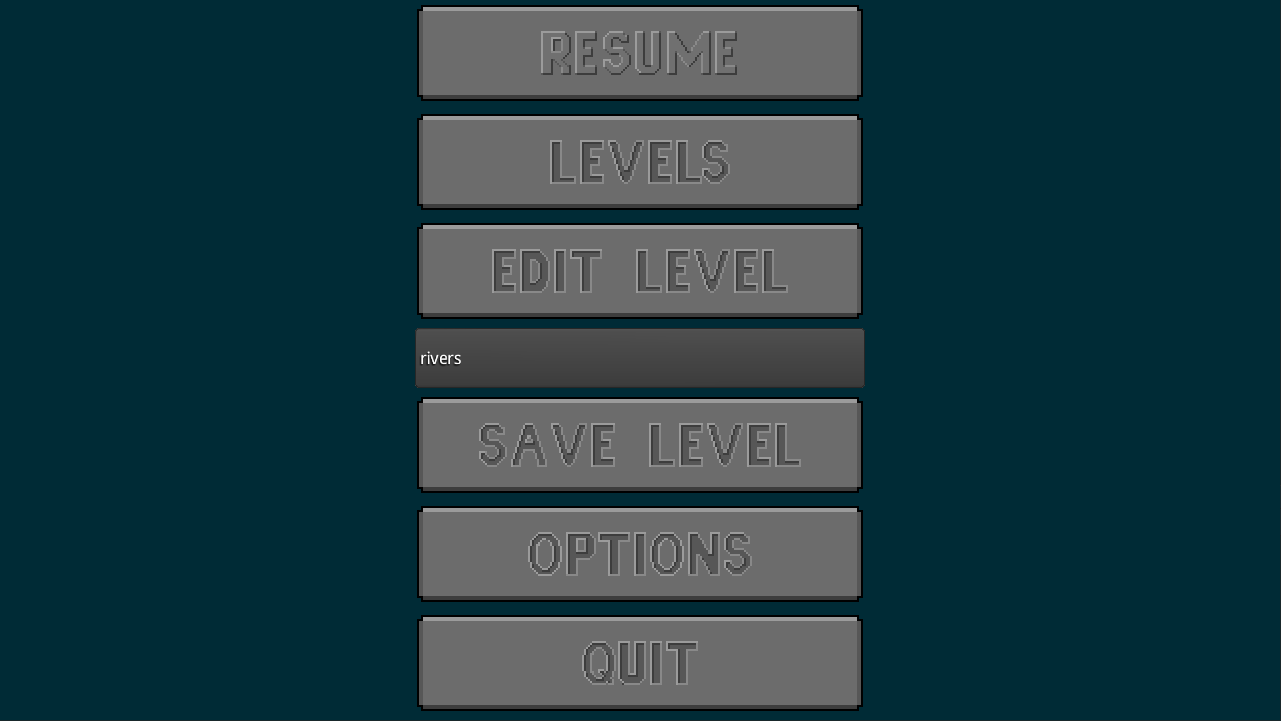 RESUME
LEVELS
EDIT LEVEL
rivers
SAVE LEVEL
OPTIONS
QUIT